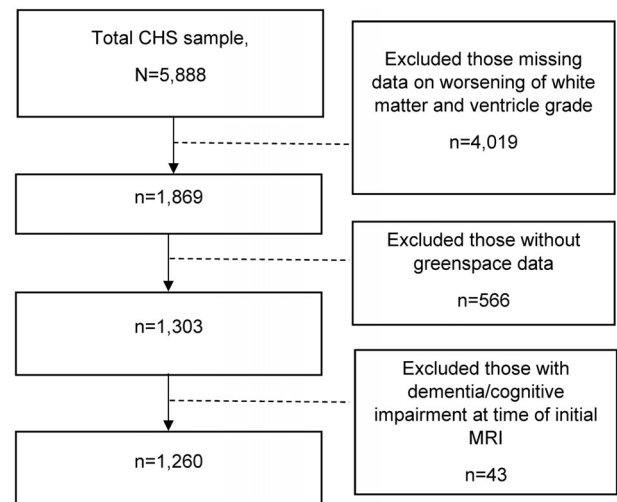 Total CHS sample,
N=5,888
Excluded those missing
data on worsening of white
matter and ventricle grade
n=4,019
n=1,869
Excluded those without
greenspace data
n=566
n=1,303
Excluded those with
dementia/cognitive
impairment at time of initial
MRI
n=43
n=1,260